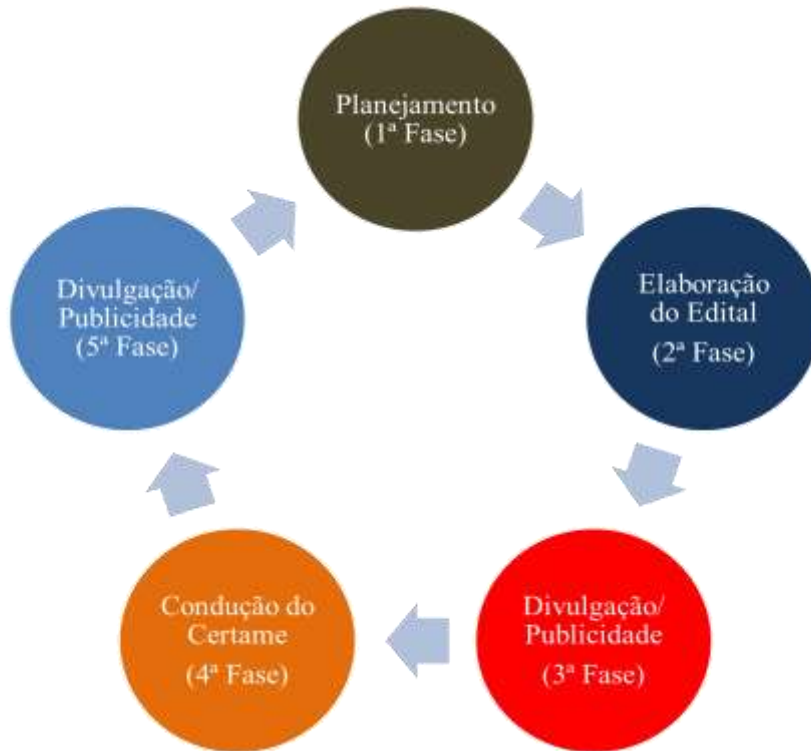 Planejamento
(1ª Fase)
Elaboração
do Edital
(2ª Fase)
Divulgação/
Publicidade
(3ª Fase)
Condução do
Certame
(4ª Fase)
Divulgação/
Publicidade
(5ª Fase)